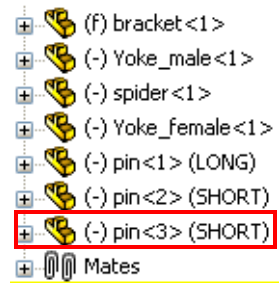 (f) bracket<1>
(-) Yoke_male<1>
(-) spider<1>
(-) Yoke_female<1>
(-) pin<1> (LONG)
(-) pin<2> (SHORT)
(-) pin<3> (SHORT)
Mates